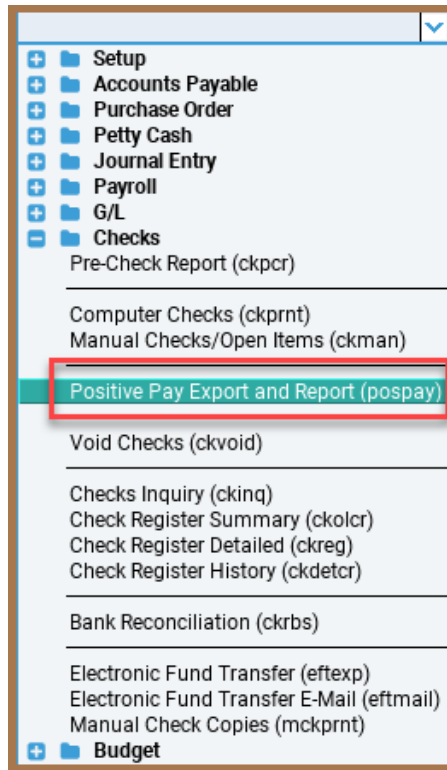 Setup
Accounts Payable
Purchase Order
Petty Cash
Journal Entry
Payroll
G/L
Checks
Pre-Check Report (ckpcr)
Computer Checks (ckprnt)
Manual Checks/Open Items (ckman)
Positive Pay Export and Report (pospay)
Void Checks (ckvoid)
Checks Inquiry (ckinq)
Check Register Summary (ckolcr)
Check Register Detailed (ckreg)
Check Register History (ckdetcr)
Bank Reconciliation (ckrbs)
Electronic Fund Transfer (eftexp)
Electronic Fund Transfer E-Mail (eftmail)
Manual Check Copies (mckprnt)
Budget